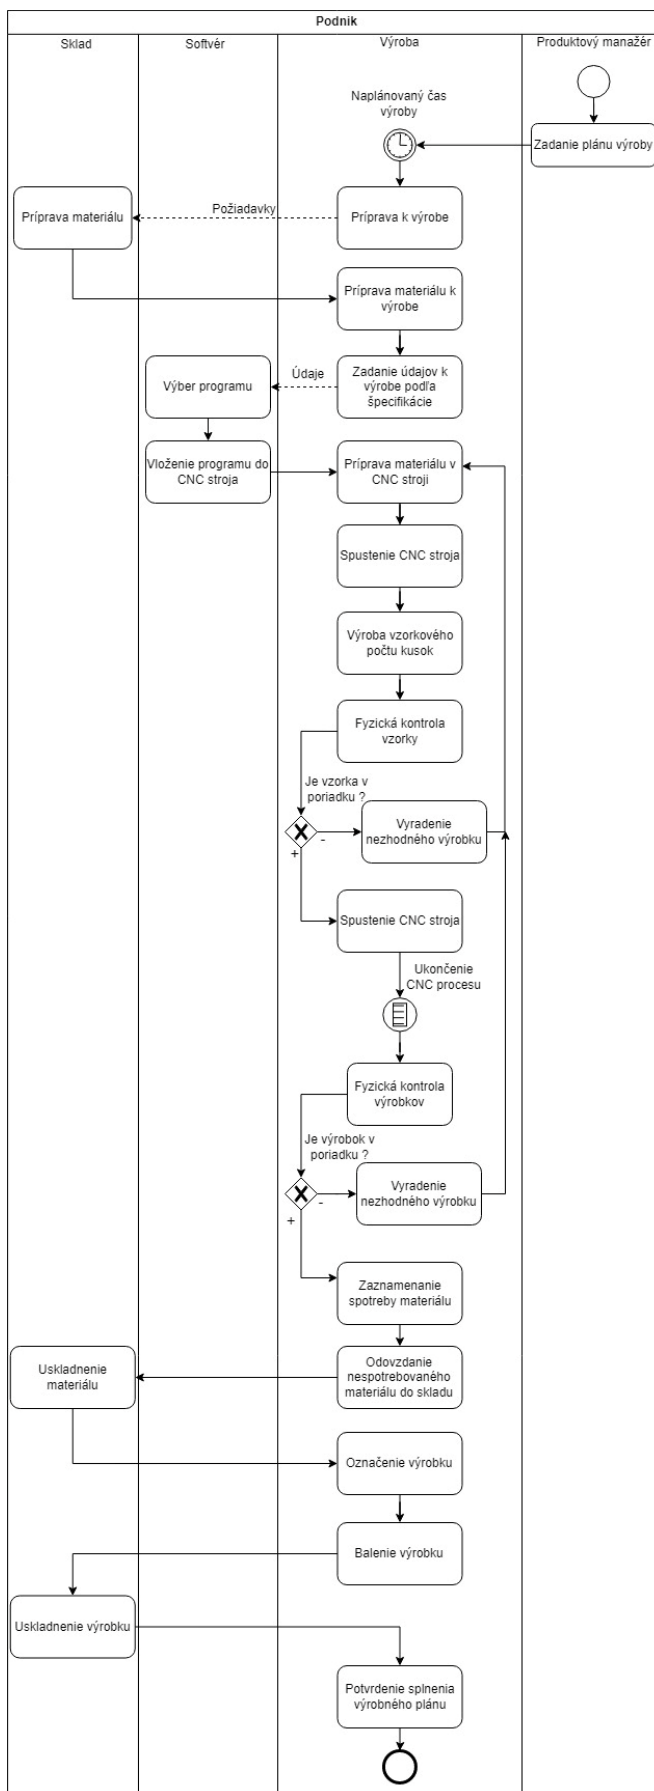 Podnik
Sklad
Softvér
Výroba
Produktový manažér
Naplánovaný čas
výroby
Zadanie plánu výroby
Príprava materiálu
Požiadavky
Príprava k výrobe
Príprava materiálu k
výrobe
Výber programu
Údaje
Zadanie údajov k
výrobe podľa
špecifikácie
Vloženie programu do
CNC stroja
Príprava materiálu v
CNC stroji
Spustenie CNC stroja
Výroba vzorkového
počtu kusok
Fyzická kontrola
vzorky
Je vzorka v
poriadku ?
Vyradenie
nezhodného výrobku
-
+
Spustenie CNC stroja
Ukončenie
CNC procesu
Fyzická kontrola
výrobkov
Je výrobok v
poriadku ?
Vyradenie
nezhodného výrobku
-
+
Zaznamenanie
spotreby materiálu
Uskladnenie
materiálu
Odovzdanie
nespotrebovaného
materiálu do skladu
Označenie výrobku
Balenie výrobku
Uskladnenie výrobku
Potvrdenie splnenia
výrobného plánu